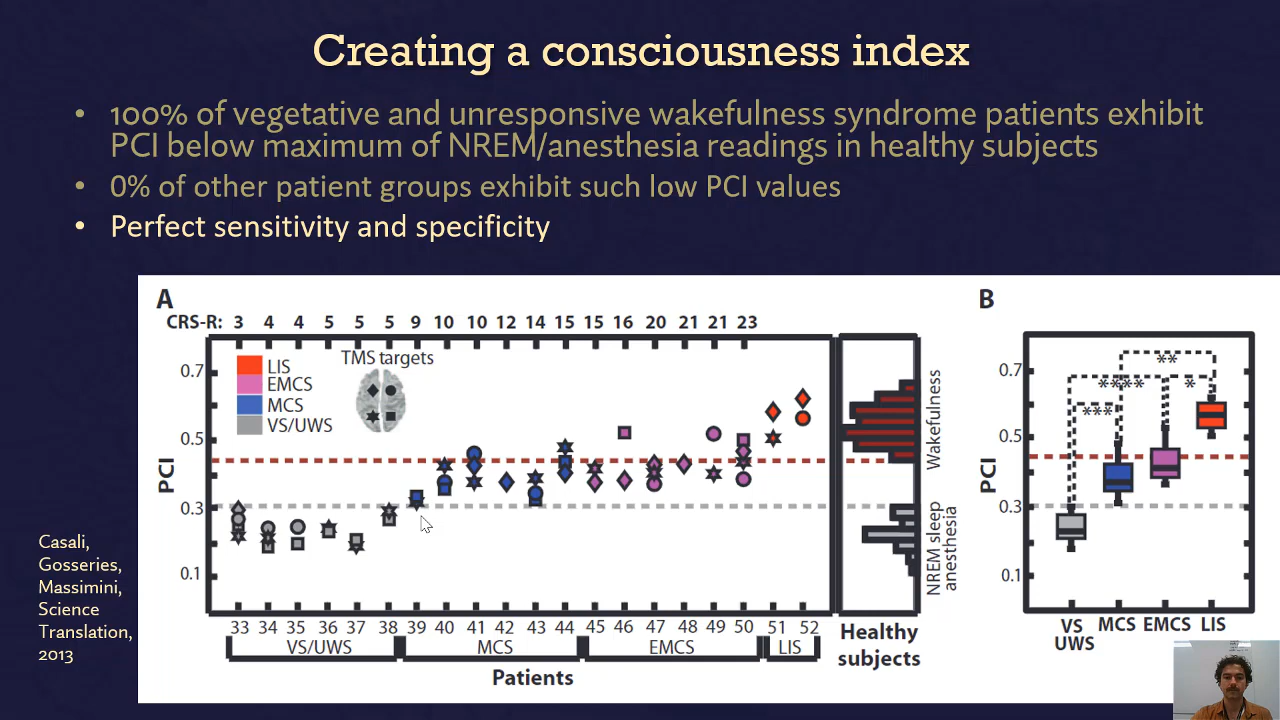 Creating a consciousness index
• 100% of vegetative and unresponsive wakefulness syndrome patients exhibit
PCI below maximum of NREM/anesthesia readings in healthy subjects
• 0% of other patient groups exhibit such low PCI values
• Perfect sensitivity and specificity
A
CRS-R: 3 4 4 5 5 5 9 10 10 12 14 15 15 16 20 21 21 23
LIS
EMCS
MCS
VS/UWS
TMS targets
PCI
0.7
0.5
0.3
0.1
33 34 35 36 37 38 39 40 41 42 43 44 45 46 47 48 49 50 51 52
VS/UWS MCS EMCS LIS
Patients
Wakefulness
NREM sleep
anesthesia
Healthy
subjects
B
PCI
0.7
0.5
0.3
0.1
**
**** *
***
VS
UWS
MCS EMCS LIS
Casali,
Gosseries,
Massimini,
Science
Translation,
2013